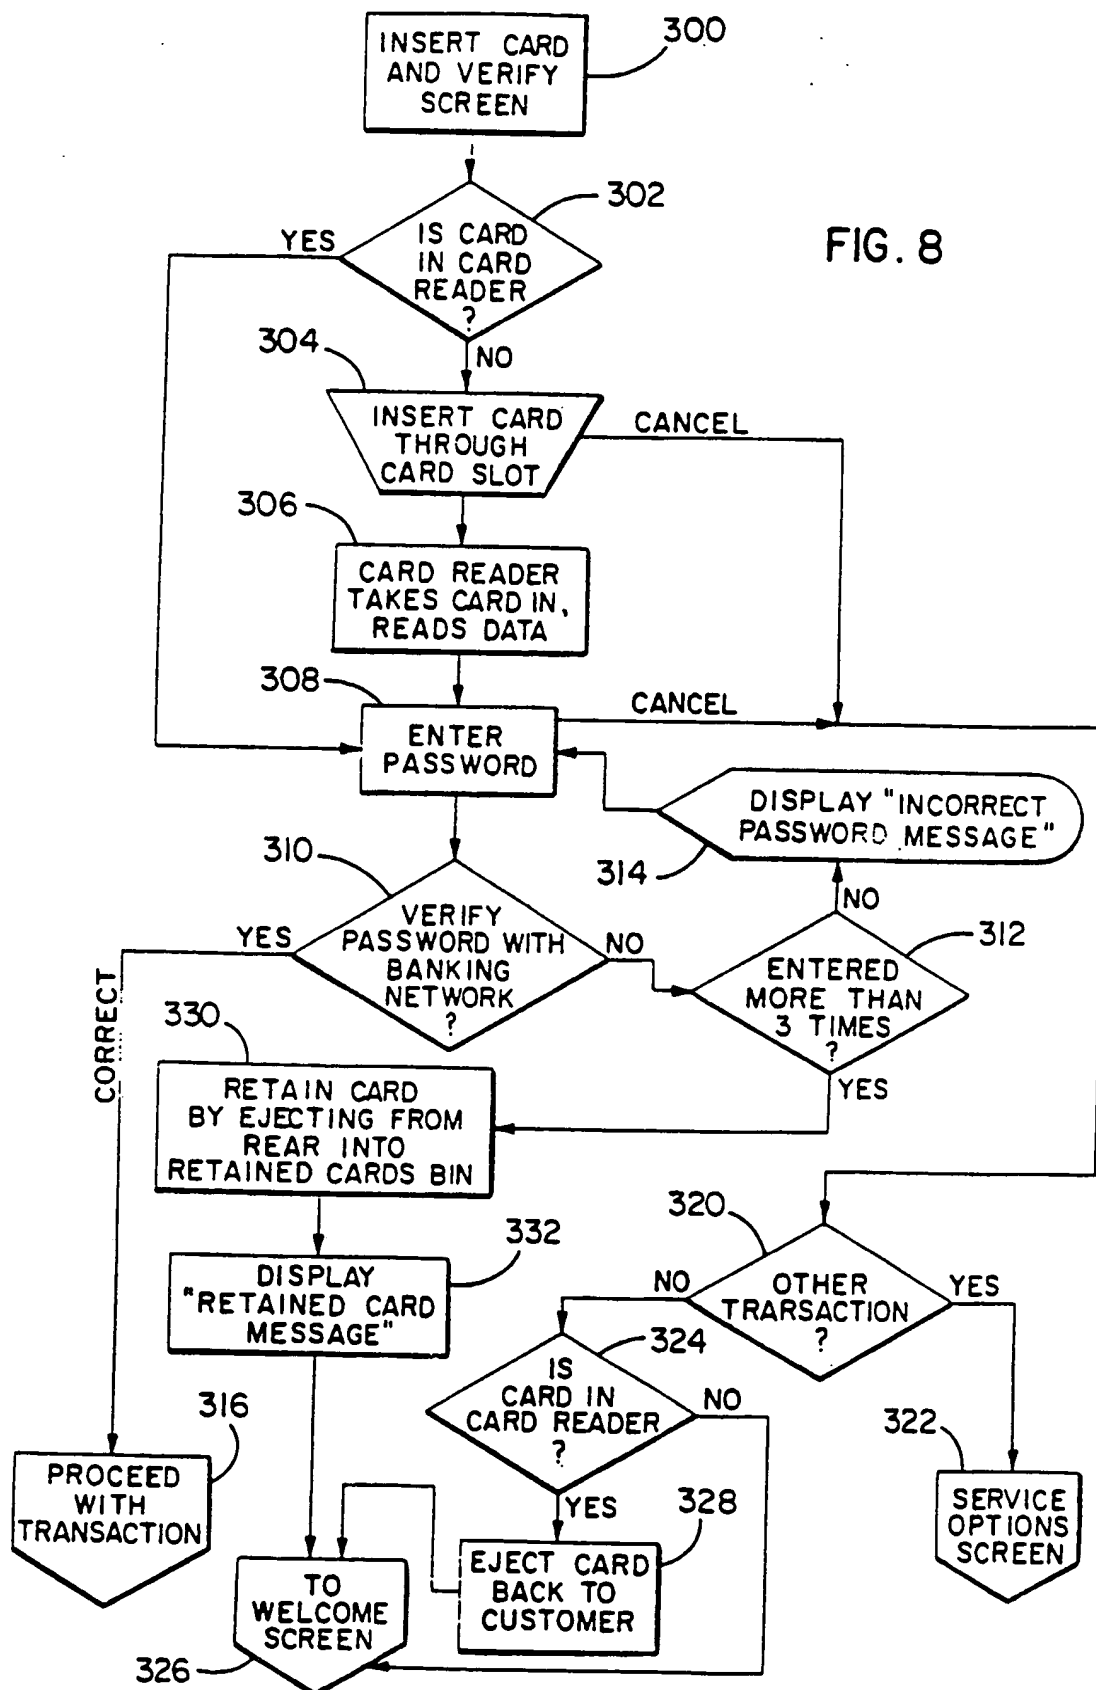 300
INSERT CARD
AND VERIFY
SCREEN
302
FIG. 8
YES
IS CARD
IN CARD
READER
?
304
NO
INSERT CARD
THROUGH
CARD SLOT
CANCEL
306
CARD READER
TAKES CARD IN,
READS DATA
308
CANCEL
ENTER
PASSWORD
DISPLAY "INCORRECT
PASSWORD MESSAGE"
310
314
NO
VERIFY
PASSWORD WITH
BANKING
NETWORK
?
YES
NO
312
ENTERED
MORE THAN
3 TIMES
?
CORRECT
330
YES
RETAIN CARD
BY EJECTING FROM
REAR INTO
RETAINED CARDS BIN
320
332
DISPLAY
"RETAINED CARD
MESSAGE"
NO
OTHER
TRARSACTION
?
YES
324
IS
CARD IN
CARD READER
?
NO
316
322
PROCEED
WITH
TRANSACTION
YES
328
SERVICE
OPTIONS
SCREEN
EJECT CARD
BACK TO
CUSTOMER
TO
WELCOME
SCREEN
326